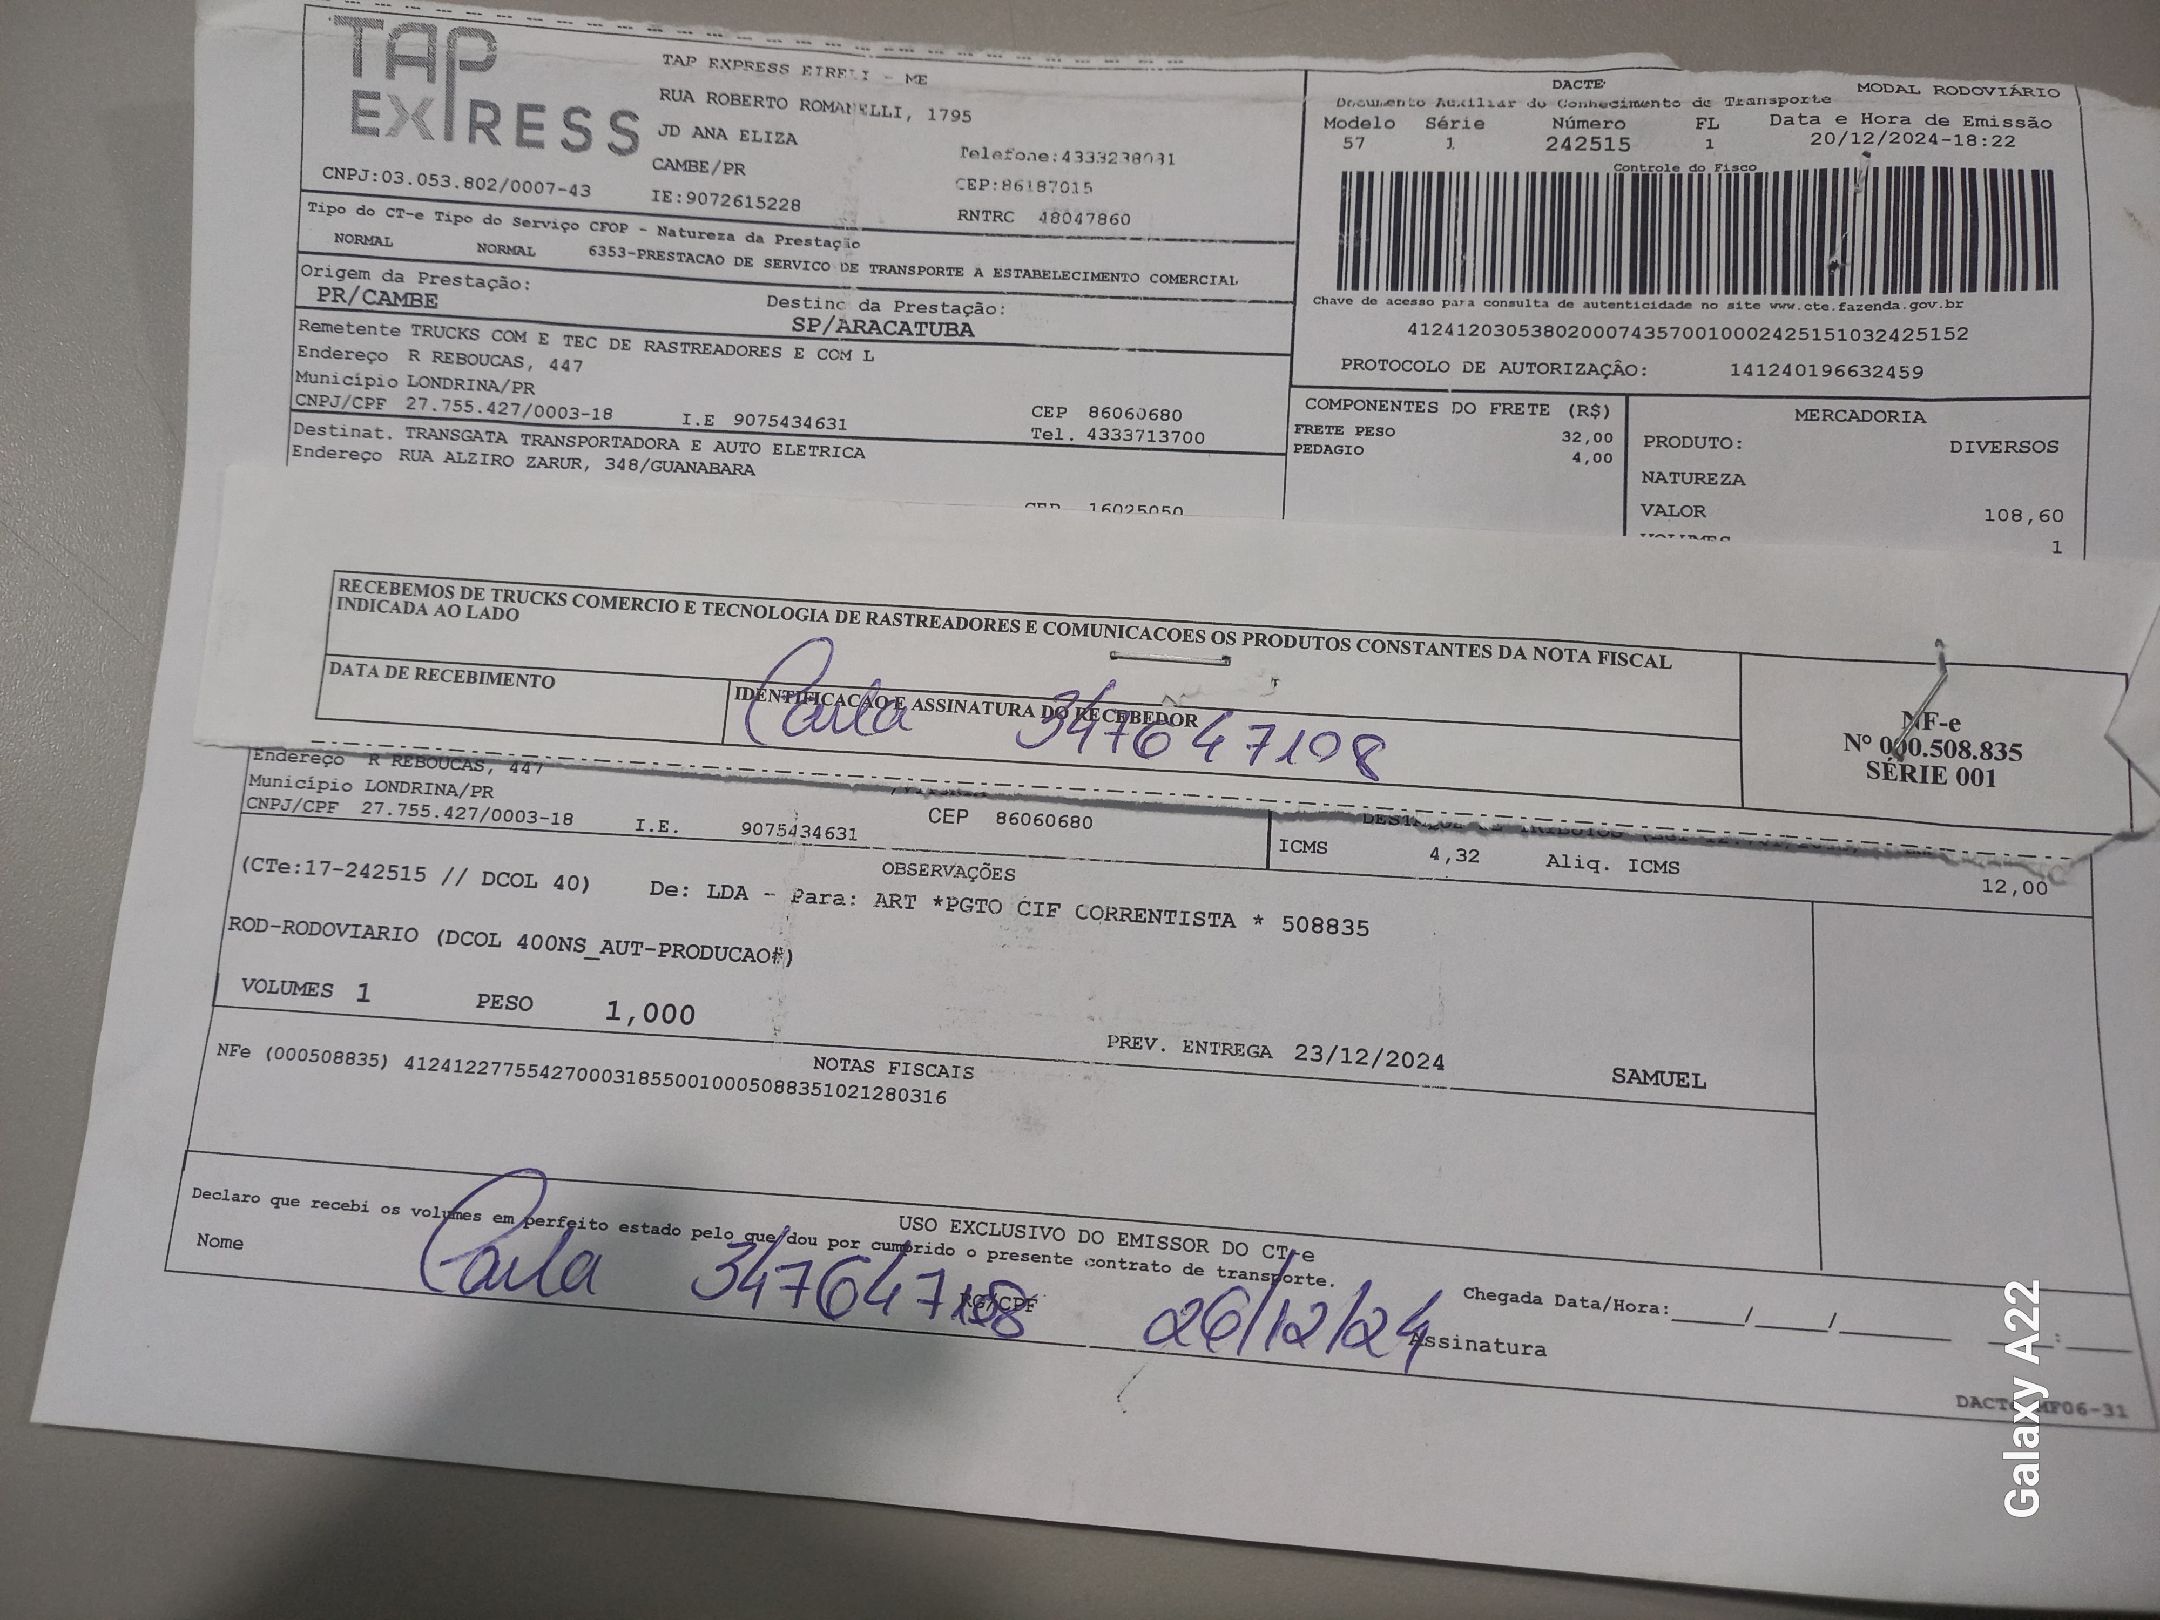 TAP EXPRESS
TAP EXPRESS EIRELI - ME
RUA ROBERTO ROMANELLI, 1795
JD ANA ELIZA
Telefone:4333238031
CAMBE/PR
CEP:86187015
CNPJ:03.053.802/0007-43
IE:9072615228
RNTRC 48047860
DACTE
MODAL RODOVIÁRIO
Documento Auxiliar do Conhecimento de Transporte
Modelo Série Número FL Data e Hora de Emissão
57 1 242515 1 20/12/2024-18:22
Controle do Fisco
Chave de acesso para consulta de autenticidade no site www.cte.fazenda.gov.br
41241203053802000743570010002425151032425152
PROTOCOLO DE AUTORIZAÇÂO: 141240196632459
Tipo do CT-e Tipo do Serviço CFOP - Natureza da Prestação
NORMAL NORMAL 6353-PRESTACAO DE SERVICO DE TRANSPORTE A ESTABELECIMENTO COMERCIAL
Origem da Prestação:
PR/CAMBE
Destino da Prestação:
SP/ARACATUBA
Remetente TRUCKS COM E TEC DE RASTREADORES E COM L
Endereço R REBOUCAS, 447
Município LONDRINA/PR
CEP 86060680
CNPJ/CPF 27.755.427/0003-18 I.E 9075434631 Tel. 4333713700
Destinat. TRANSGATA TRANSPORTADORA E AUTO ELETRICA
Endereço RUA ALZIRO ZARUR, 348/GUANABARA
CEP 16025050
COMPONENTES DO FRETE (R$)
FRETE PESO 32,00
PEDAGIO 4,00
MERCADORIA
PRODUTO: DIVERSOS
NATUREZA
VALOR 108,60
VOLUMES 1
RECEBEMOS DE TRUCKS COMERCIO E TECNOLOGIA DE RASTREADORES E COMUNICACOES OS PRODUTOS CONSTANTES DA NOTA FISCAL
INDICADA AO LADO
DATA DE RECEBIMENTO
IDENTIFICACAO E ASSINATURA DO RECEBEDOR
Paula 347647108
NF-e
Nº 000.508.835
SÉRIE 001
Endereço R REBOUCAS, 447
Município LONDRINA/PR
CEP 86060680
CNPJ/CPF 27.755.427/0003-18 I.E. 9075434631
ICMS 4,32 Aliq. ICMS 12,00
OBSERVAÇÕES
(CTe:17-242515 // DCOL 40) De: LDA - Para: ART *PGTO CIF CORRENTISTA * 508835
ROD-RODOVIARIO (DCOL 400NS_AUT-PRODUCAO#)
VOLUMES 1 PESO 1,000
PREV. ENTREGA 23/12/2024 SAMUEL
NOTAS FISCAIS
NFe (000508835) 41241227755427000318550010005088351021280316
USO EXCLUSIVO DO EMISSOR DO CT-e
Declaro que recebi os volumes em perfeito estado pelo que dou por cumprido o presente contrato de transporte.
Nome Paula 347647108 RG/CPF 26/12/24 Assinatura
Chegada Data/Hora:_____/_____/________ ____:____
Galaxy A22